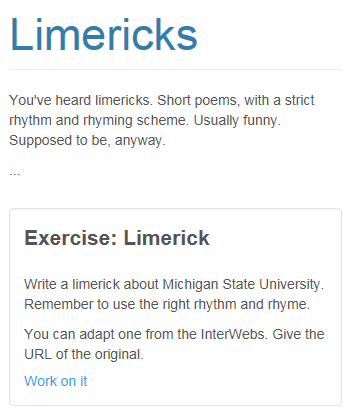 Limericks
You've heard limericks. Short poems, with a strict
rhythm and rhyming scheme. Usually funny.
Supposed to be, anyway.
...
Exercise: Limerick
Write a limerick about Michigan State University.
Remember to use the right rhythm and rhyme.
You can adapt one from the InterWebs. Give the
URL of the original.
Work on it